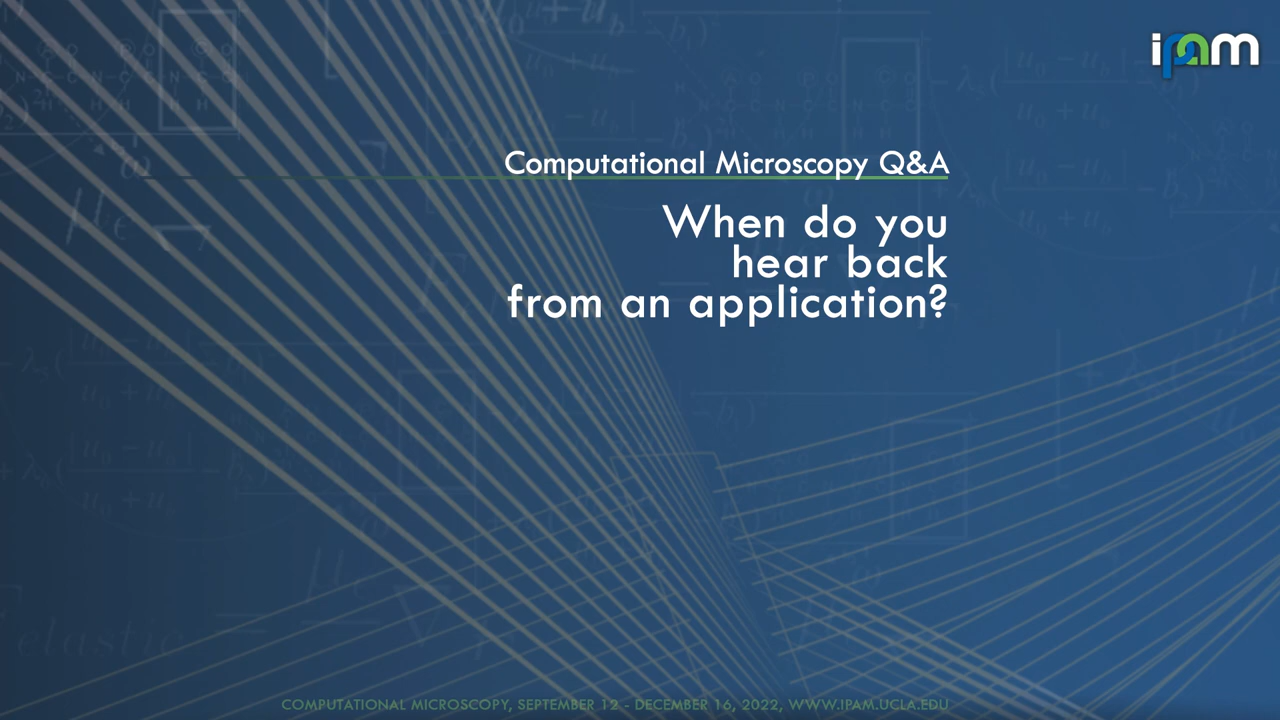 ipam
Computational Microscopy Q&A
When do you
hear back
from an application?
elastic
COMPUTATIONAL MICROSCOPY, SEPTEMBER 12 - DECEMBER 16, 2022, WWW.IPAM.UCLA.EDU